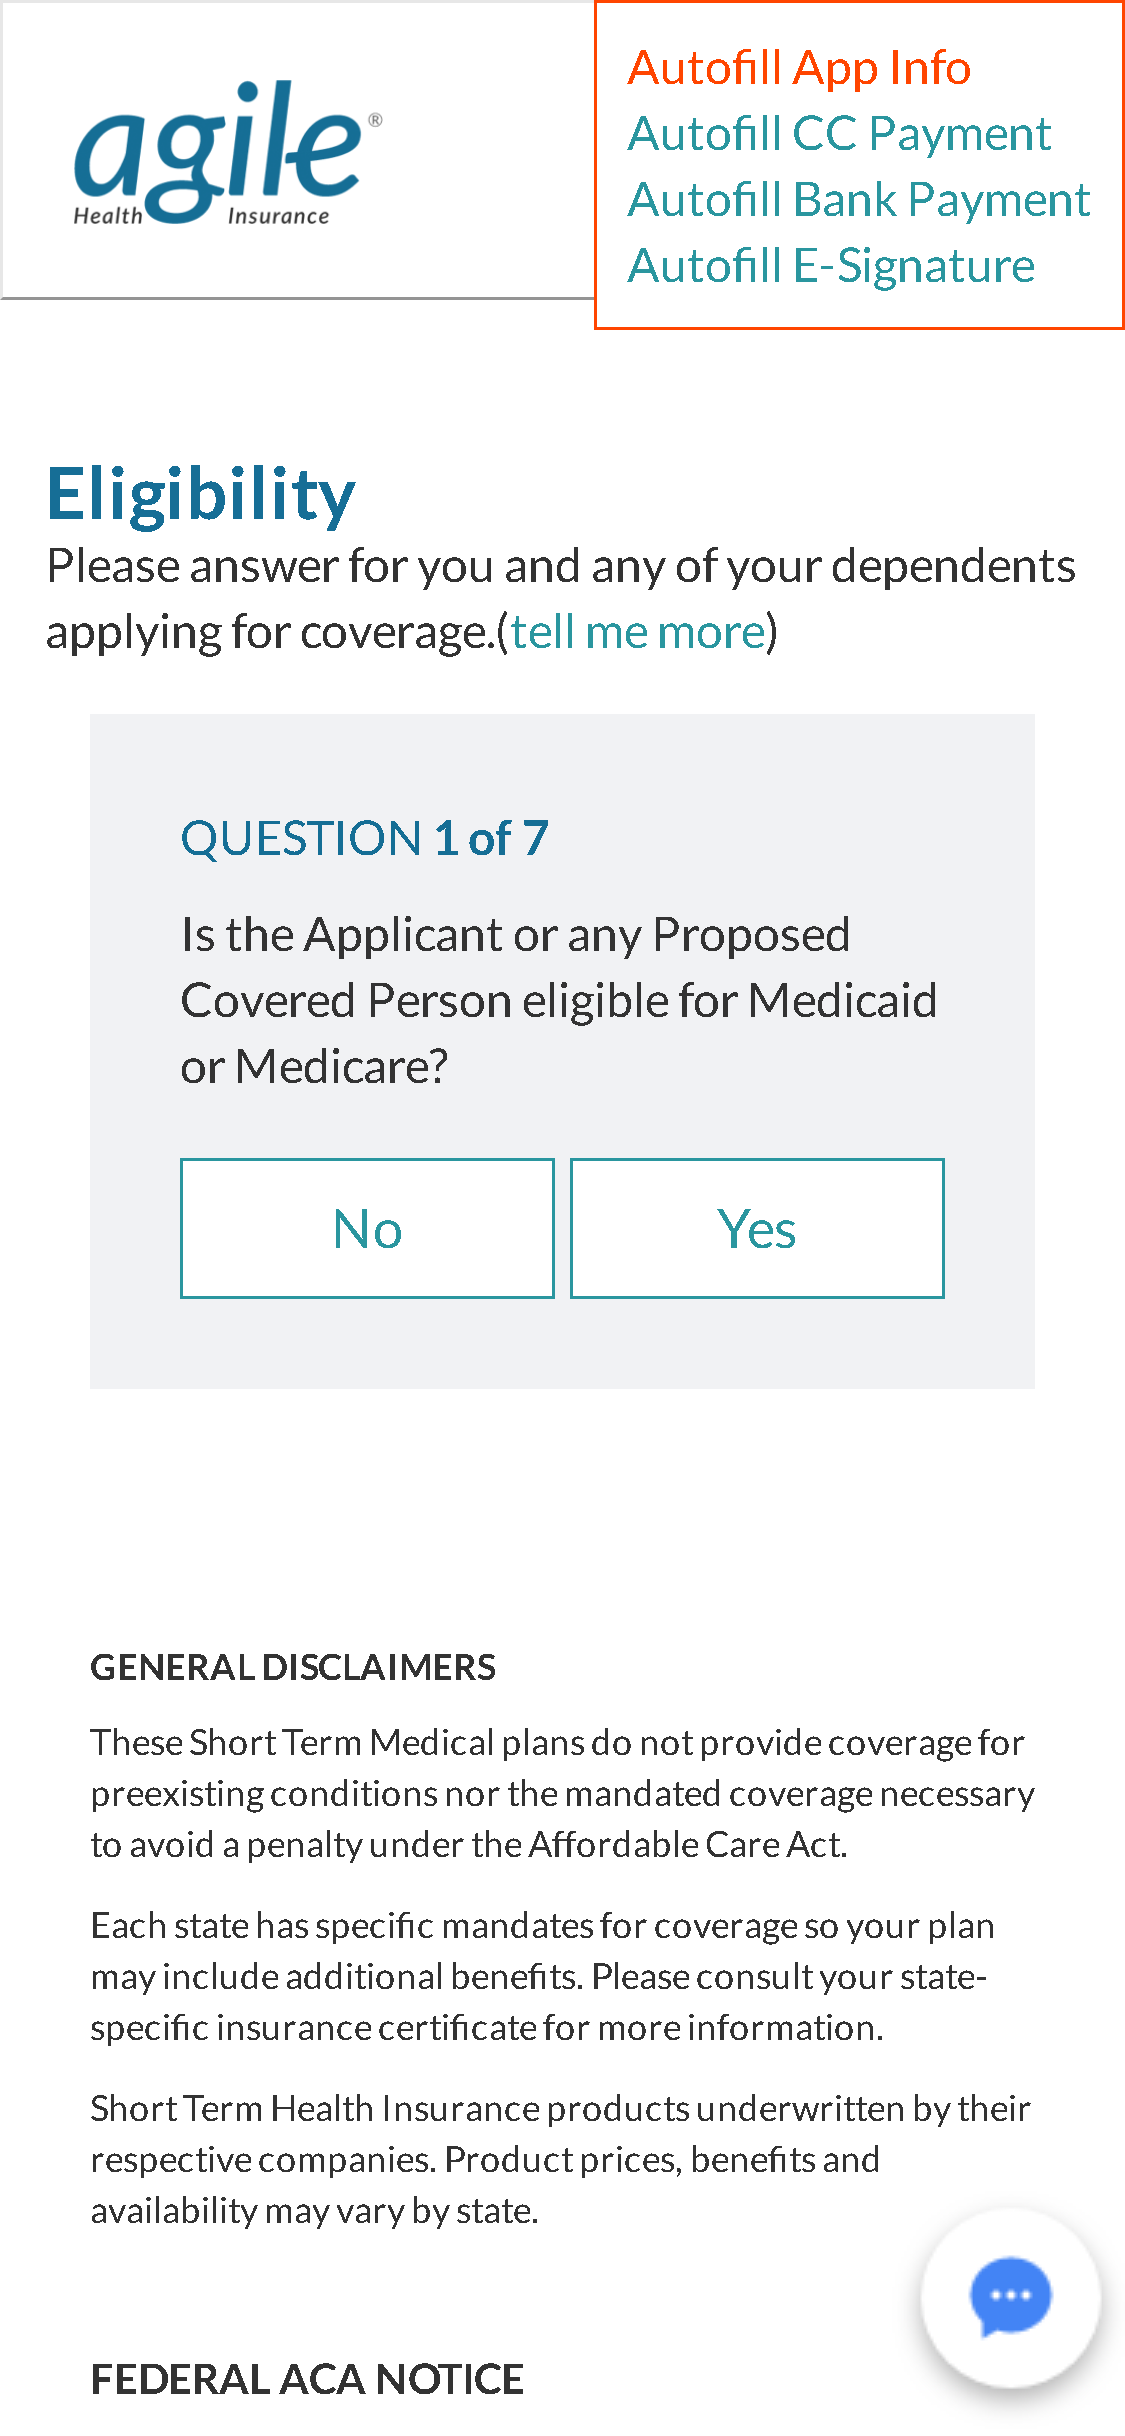 agile®
Health Insurance
Autofill App Info
Autofill CC Payment
Autofill Bank Payment
Autofill E-Signature
Eligibility
Please answer for you and any of your dependents
applying for coverage.(tell me more)
QUESTION 1 of 7
Is the Applicant or any Proposed
Covered Person eligible for Medicaid
or Medicare?
No
Yes
GENERAL DISCLAIMERS
These Short Term Medical plans do not provide coverage for
preexisting conditions nor the mandated coverage necessary
to avoid a penalty under the Affordable Care Act.
Each state has specific mandates for coverage so your plan
may include additional benefits. Please consult your state-
specific insurance certificate for more information.
Short Term Health Insurance products underwritten by their
respective companies. Product prices, benefits and
availability may vary by state.
FEDERAL ACA NOTICE